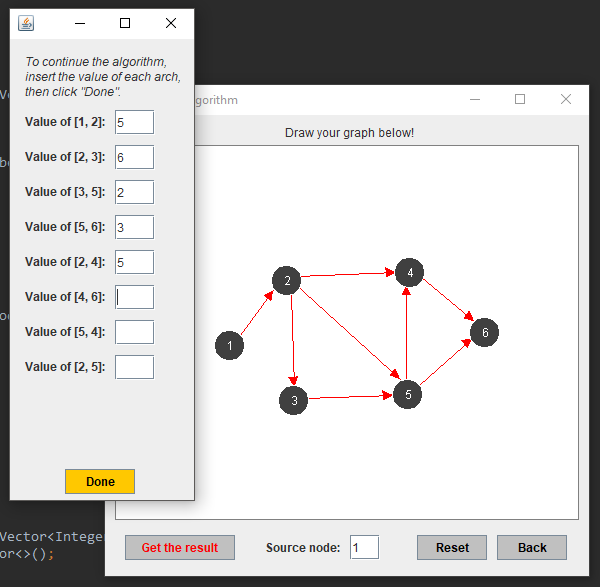 To continue the algorithm,
insert the value of each arch,
then click "Done".
Value of [1, 2]: 5
Value of [2, 3]: 6
Value of [3, 5]: 2
Value of [5, 6]: 3
Value of [2, 4]: 5
Value of [4, 6]:
Value of [5, 4]:
Value of [2, 5]:
Done
gorithm
Draw your graph below!
2
4
1
6
3
5
Get the result
Source node: 1
Reset
Back
Vector<Integer
or<>();